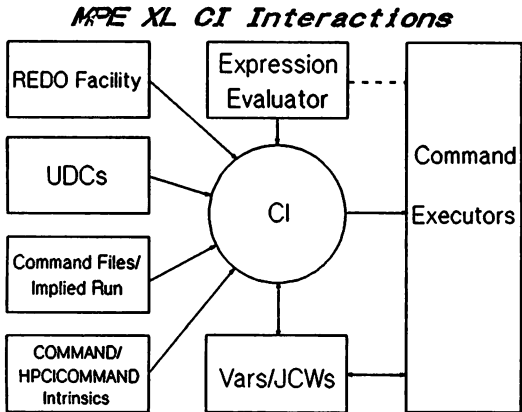 MPE XL CI Interactions
REDO Facility
Expression
Evaluator
Command
Executors
UDCs
CI
Command Files/
Implied Run
COMMAND/
HPCICOMMAND
Intrinsics
Vars/JCWs